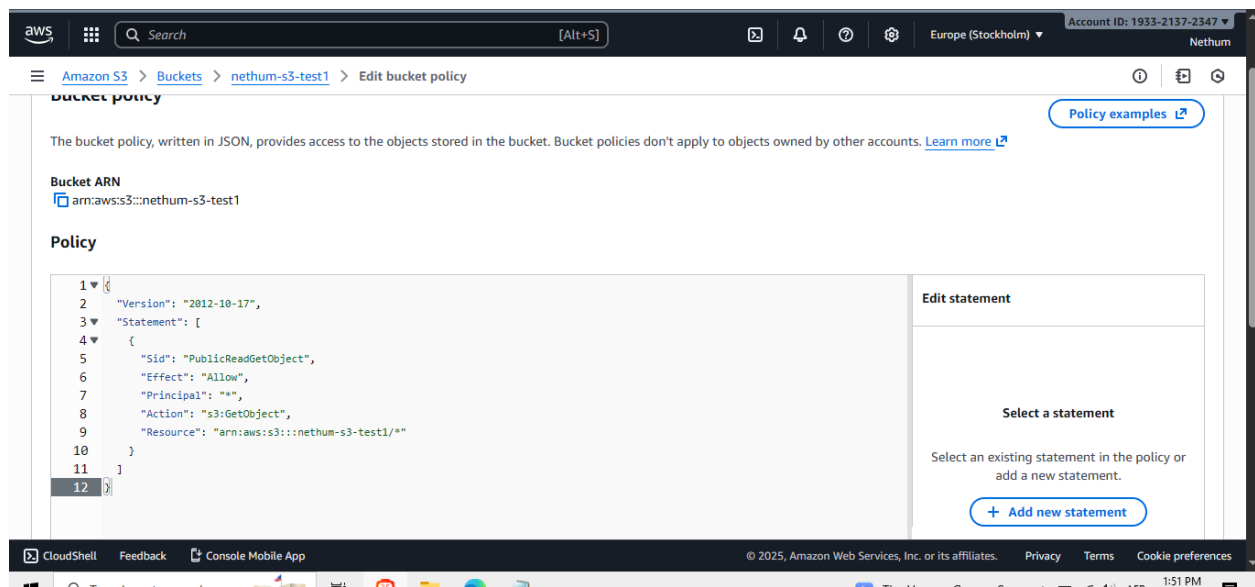 aws
Search [Alt+S]
Europe (Stockholm) ▼
Account ID: 1933-2137-2347 ▼
Nethum
Amazon S3 > Buckets > nethum-s3-test1 > Edit bucket policy
Bucket policy
Policy examples
The bucket policy, written in JSON, provides access to the objects stored in the bucket. Bucket policies don't apply to objects owned by other accounts. Learn more
Bucket ARN
arn:aws:s3:::nethum-s3-test1
Policy
1 {
2 "Version": "2012-10-17",
3 "Statement": [
4 {
5 "Sid": "PublicReadGetObject",
6 "Effect": "Allow",
7 "Principal": "*",
8 "Action": "s3:GetObject",
9 "Resource": "arn:aws:s3:::nethum-s3-test1/*"
10 }
11 ]
12 }
Edit statement
Select a statement
Select an existing statement in the policy or
add a new statement.
+ Add new statement
CloudShell Feedback Console Mobile App
© 2025, Amazon Web Services, Inc. or its affiliates. Privacy Terms Cookie preferences
1:51 PM